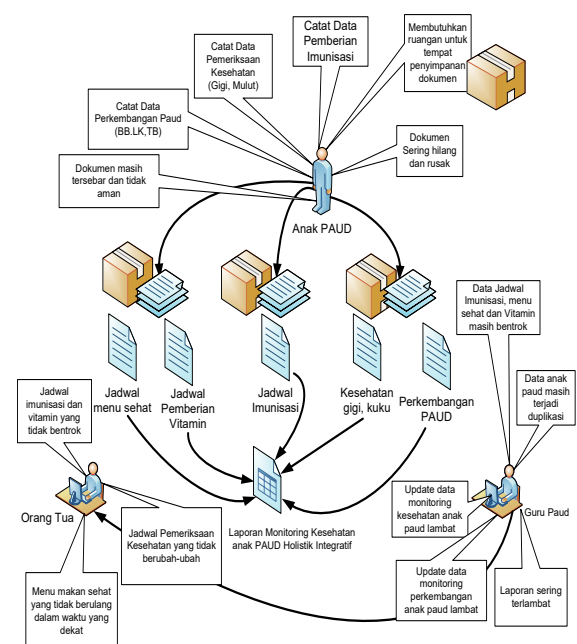 Catat Data
Pemberian
Imunisasi
Membutuhkan
ruangan untuk
tempat
penyimpanan
dokumen
Catat Data
Pemeriksaan
Kesehatan
(Gigi, Mulut)
Catat Data
Perkembangan Paud
(BB.LK,TB)
Dokumen
Sering hilang
dan rusak
Dokumen masih
tersebar dan tidak
aman
Anak PAUD
Data Jadwal
Imunisasi, menu
sehat dan Vitamin
masih bentrok
Data anak
paud masih
terjadi
duplikasi
Jadwal
menu sehat
Jadwal
Pemberian
Vitamin
Jadwal
Imunisasi
Kesehatan
gigi, kuku
Perkembangan
PAUD
Jadwal
imunisasi dan
vitamin yang
tidak bentrok
Orang Tua
Jadwal Pemeriksaan
Kesehatan yang tidak
berubah-ubah
Laporan Monitoring Kesehatan
anak PAUD Holistik Integratif
Update data
monitoring
kesehatan anak
paud lambat
Guru Paud
Menu makan sehat
yang tidak berulang
dalam waktu yang
dekat
Update data
monitoring
perkembangan
anak paud lambat
Laporan sering
terlambat